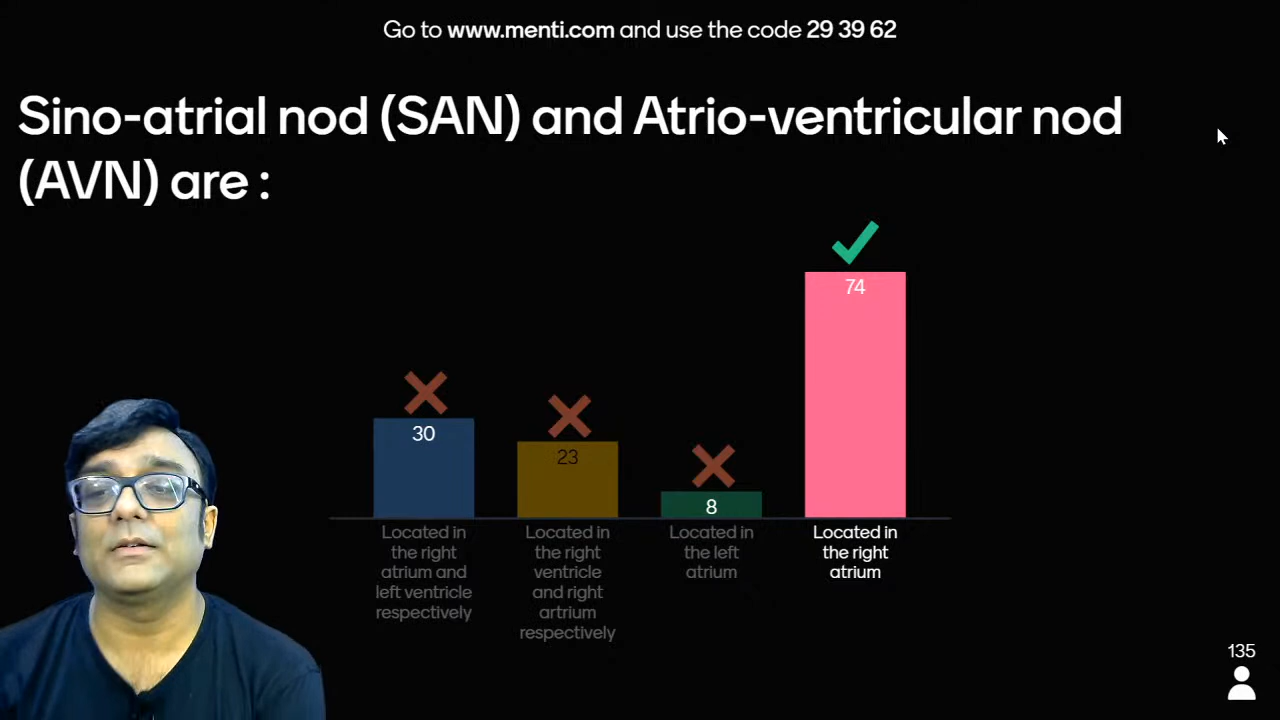 Go to www.menti.com and use the code 29 39 62
Sino-atrial nod (SAN) and Atrio-ventricular nod
(AVN) are :
74
30
23
8
Located in
the right
atrium and
left ventricle
respectively
Located in
the right
ventricle
and right
artrium
respectively
Located in
the left
atrium
Located in
the right
atrium
135